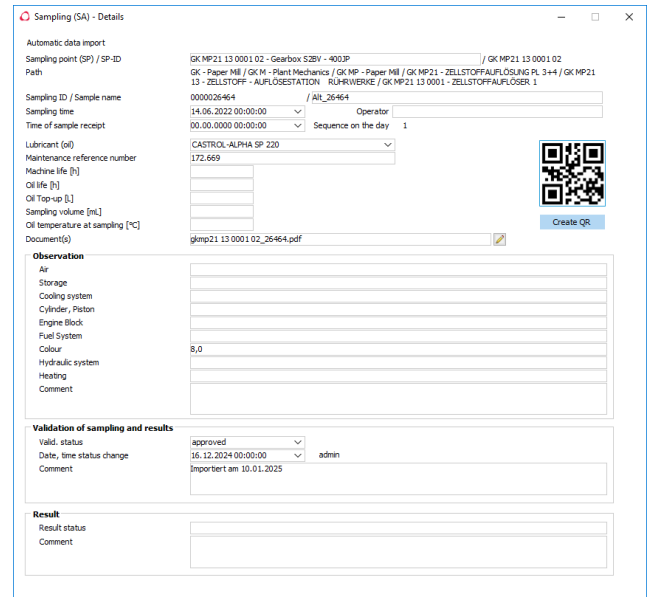 Sampling (SA) - Details
Automatic data import
Sampling point (SP) / SP-ID GK MP21 13 0001 02 - Gearbox S2BV - 400JP / GK MP21 13 0001 02
Path GK - Paper Mill / GK M - Plant Mechanics / GK MP - Paper Mill / GK MP21 - ZELLSTOFFAUFLÖSUNG PL 3+4 / GK MP21
13 - ZELLSTOFF - AUFLÖSESTATION RÜHRWERKE / GK MP21 13 0001 - ZELLSTOFFAUFLÖSER 1
Sampling ID / Sample name 0000026464 / Alt_26464
Sampling time 14.06.2022 00:00:00 Operator
Time of sample receipt 00.00.0000 00:00:00 Sequence on the day 1
Lubricant (oil) CASTROL-ALPHA SP 220
Maintenance reference number 172.669
Machine life [h]
Oil life [h]
Oil Top-up [L]
Sampling volume [mL]
Oil temperature at sampling [°C]
Create QR
Document(s) gkmp21 13 0001 02_26464.pdf
Observation
Air
Storage
Cooling system
Cylinder, Piston
Engine Block
Fuel System
Colour 8,0
Hydraulic system
Heating
Comment
Validation of sampling and results
Valid. status approved
Date, time status change 16.12.2024 00:00:00 admin
Comment Importiert am 10.01.2025
Result
Result status
Comment